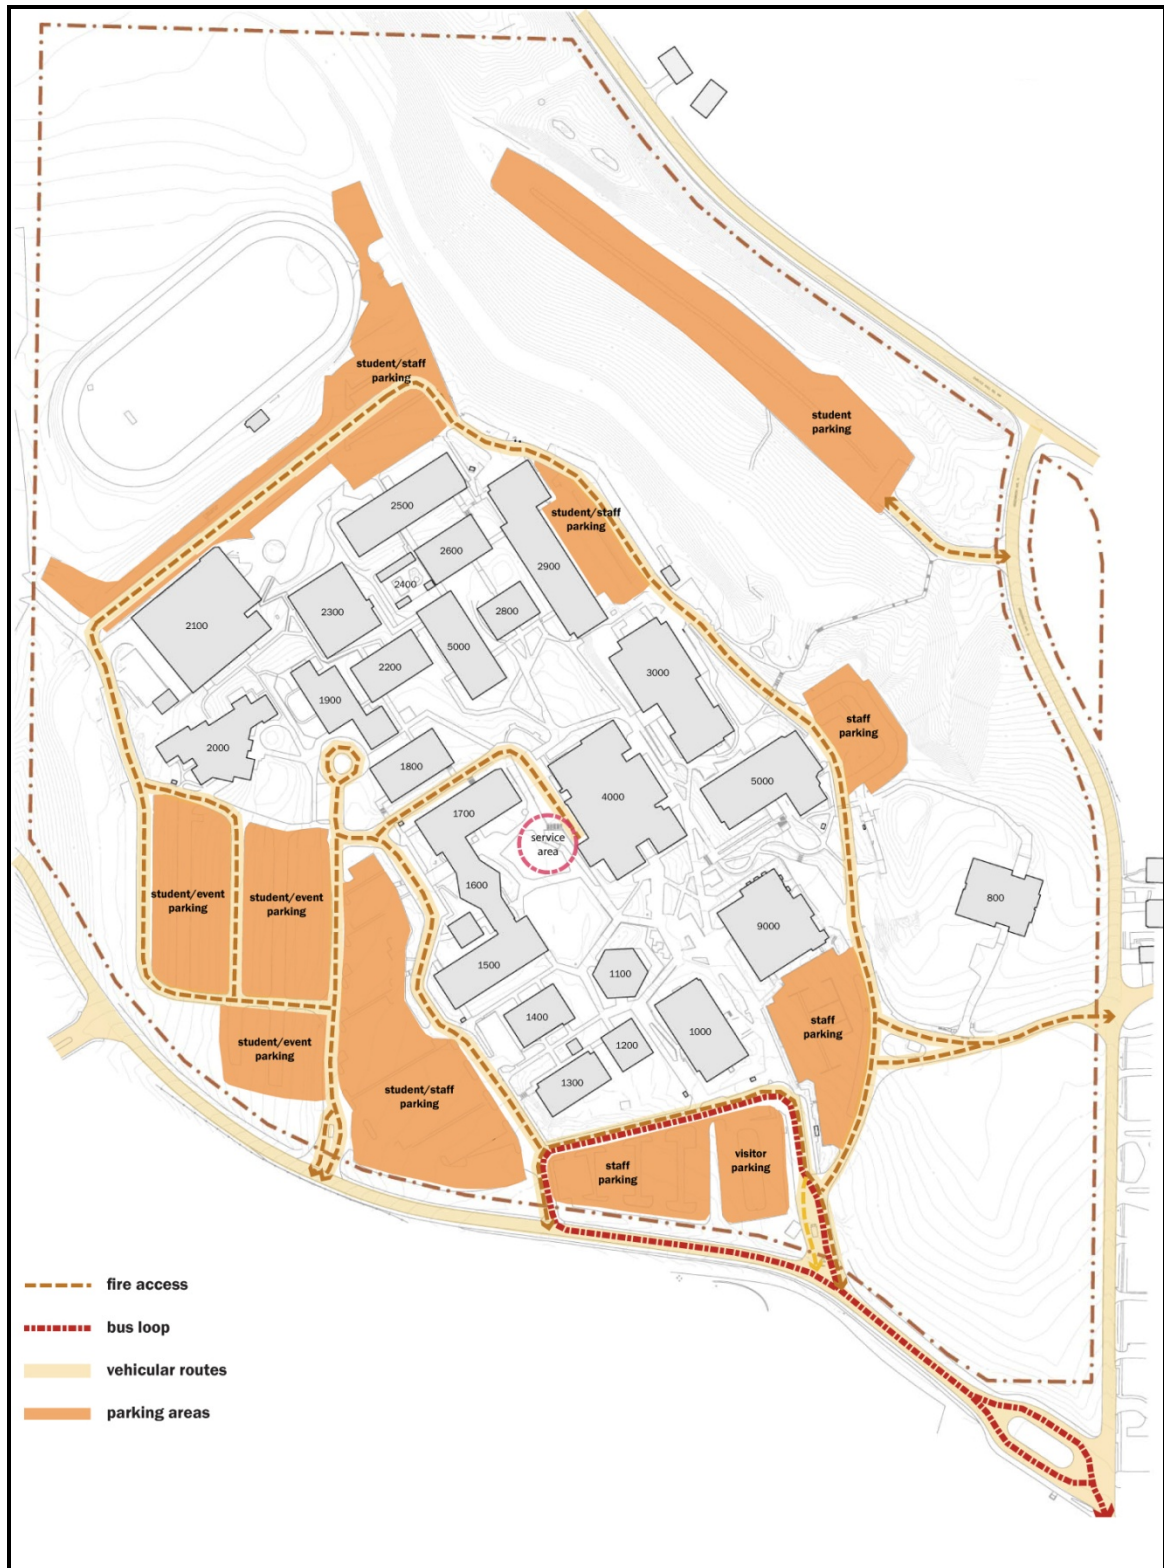 student/staff
parking
student
parking
2500
student/staff
parking
2600
2900
2400
2300
2800
2100
5000
2200
3000
1900
staff
parking
2000
1800
5000
4000
1700
service
area
1600
student/event
parking
student/event
parking
800
9000
1500
1100
1400
staff
parking
1000
1200
student/event
parking
1300
student/staff
parking
visitor
parking
staff
parking
fire access
bus loop
vehicular routes
parking areas